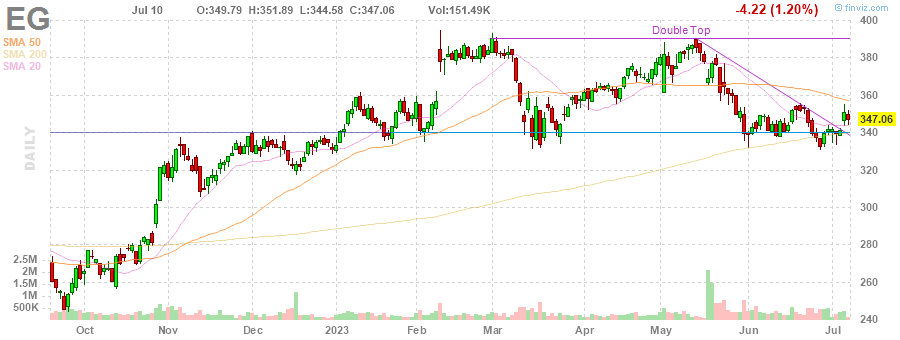 EG Jul 10 O:349.79 H:351.89 L:344.58 C:347.06 Vol:151.49K -4.22 (1.20%) © finviz.com
SMA 50
SMA 200
SMA 20
Double Top
DAILY
400
380
360
347.06
340
320
300
280
260
240
2.5M
2M
1.5M
1M
500K
Oct Nov Dec 2023 Feb Mar Apr May Jun Jul